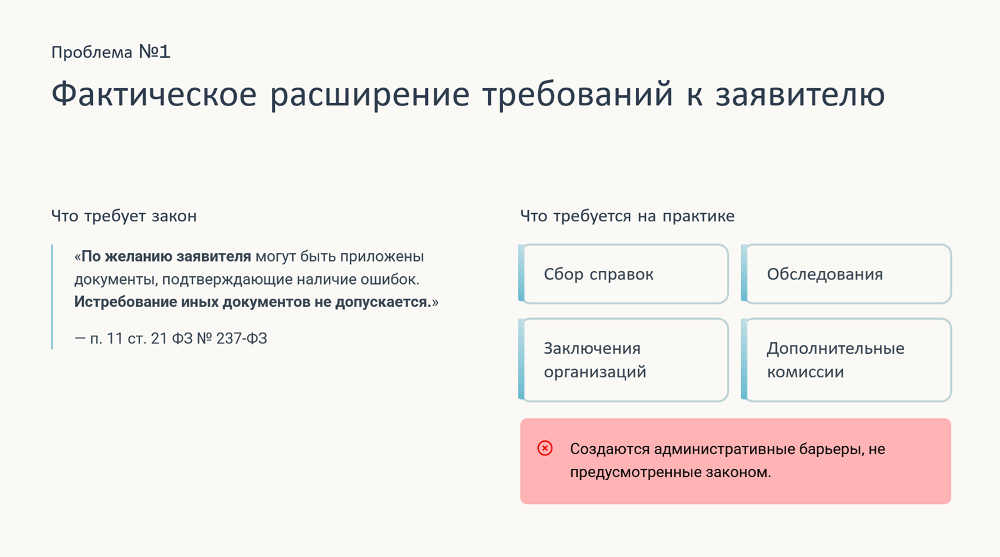 Проблема №1
Фактическое расширение требований к заявителю
Что требует закон
«По желанию заявителя могут быть приложены
документы, подтверждающие наличие ошибок.
Истребование иных документов не допускается.»
— п. 11 ст. 21 ФЗ № 237-ФЗ
Что требуется на практике
Сбор справок
Обследования
Заключения
организаций
Дополнительные
комиссии
Создаются административные барьеры, не
предусмотренные законом.